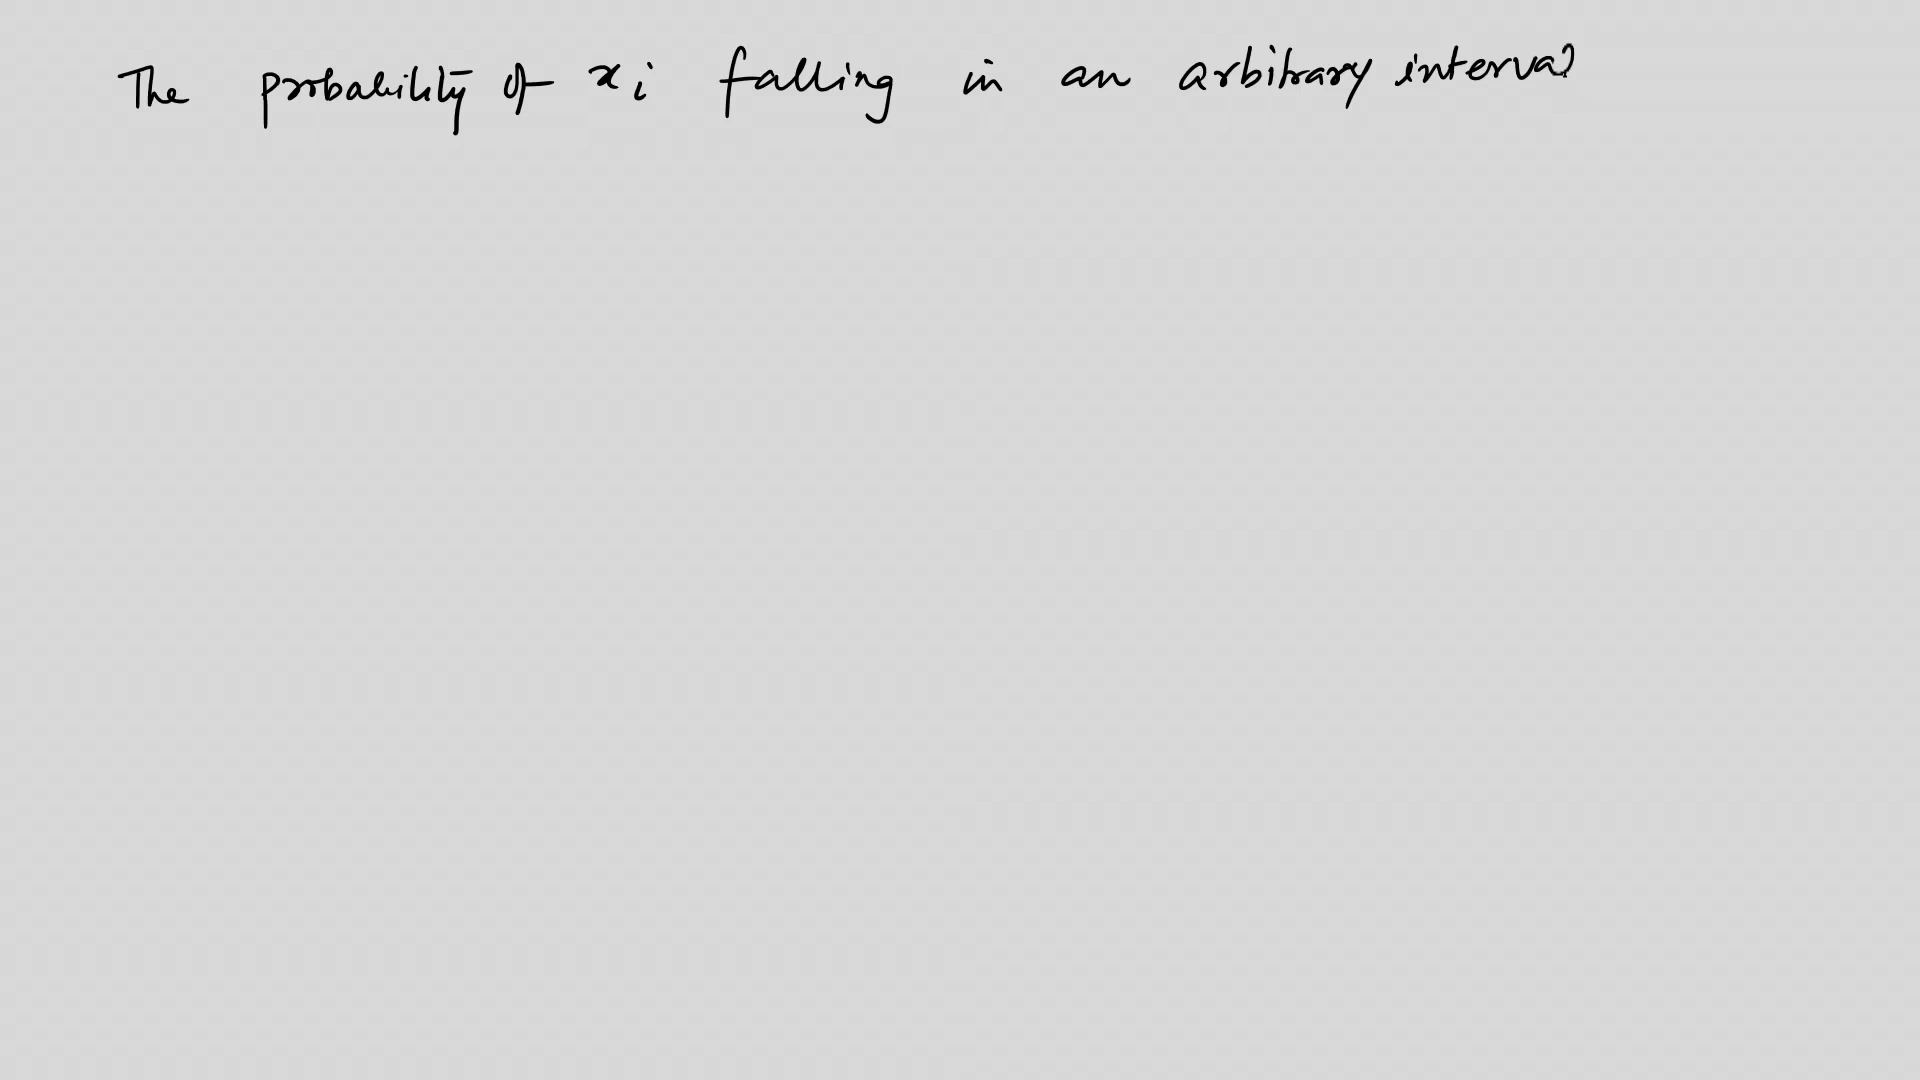 The probability of xi falling in an arbitrary interval